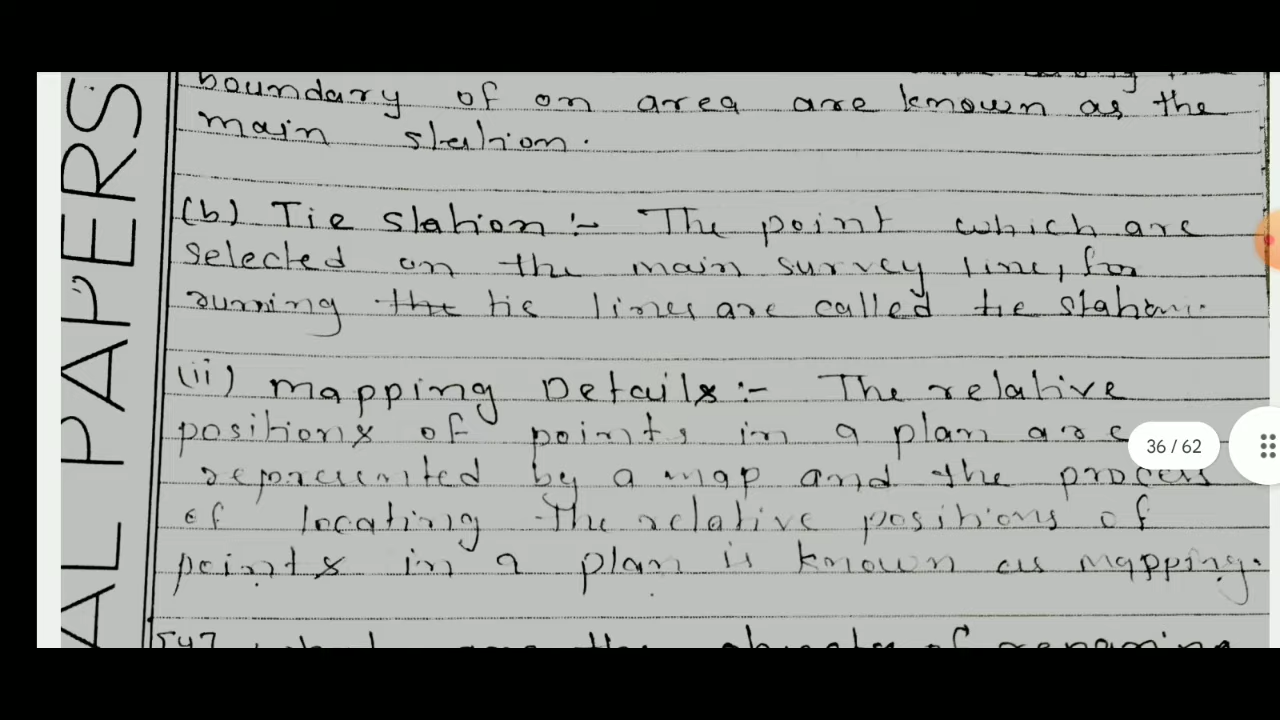 boundary of on area are known as the
main station.
(b) Tie station :- The point which are
selected on the main survey line, for
running the tie lines are called tie station.
(ii) Mapping Details :- The relative
positions of points in a plan are
represented by a map and the process
of locating the relative positions of
points in a plan is known as mapping.
of
AL PAPERS
36 / 62